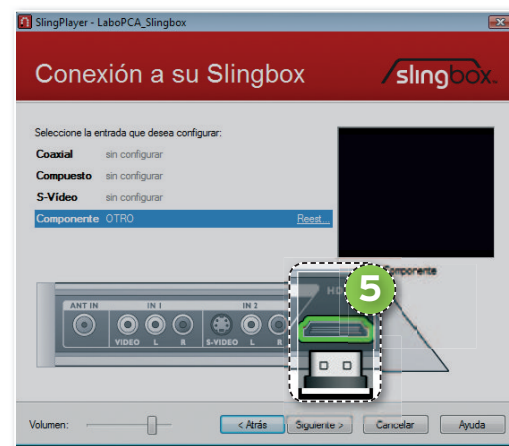 SlingPlayer - LaboPCA_Slingbox
Conexión a su Slingbox
slingbox.
Seleccione la entrada que desea configurar:
Coaxial sin configurar
Compuesto sin configurar
S-Vídeo sin configurar
Componente OTRO Reest...
Componente
5
HD
ANT IN IN 1 IN 2
VIDEO L R S-VIDEO L R
Volumen: < Atrás Siguiente > Cancelar Ayuda